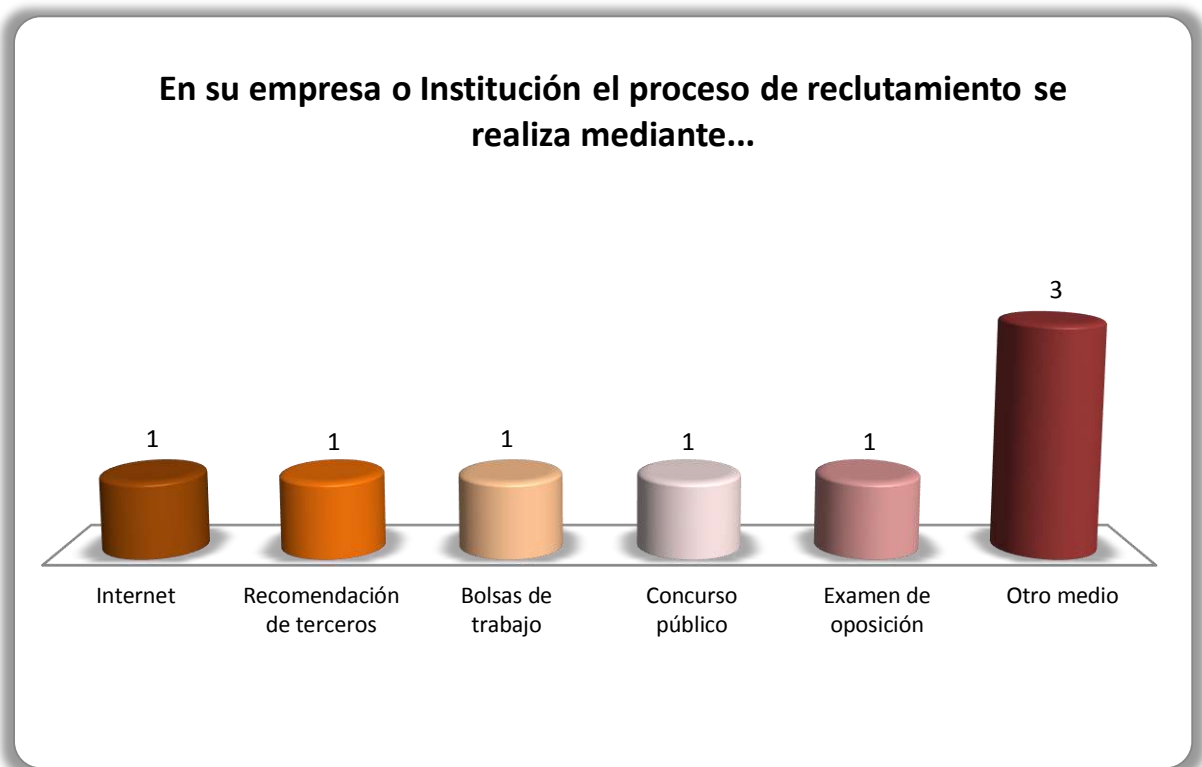 En su empresa o Institución el proceso de reclutamiento se
realiza mediante...
3
1
1
1
1
1
Internet
Recomendación
de terceros
Bolsas de
trabajo
Concurso
público
Examen de
oposición
Otro medio